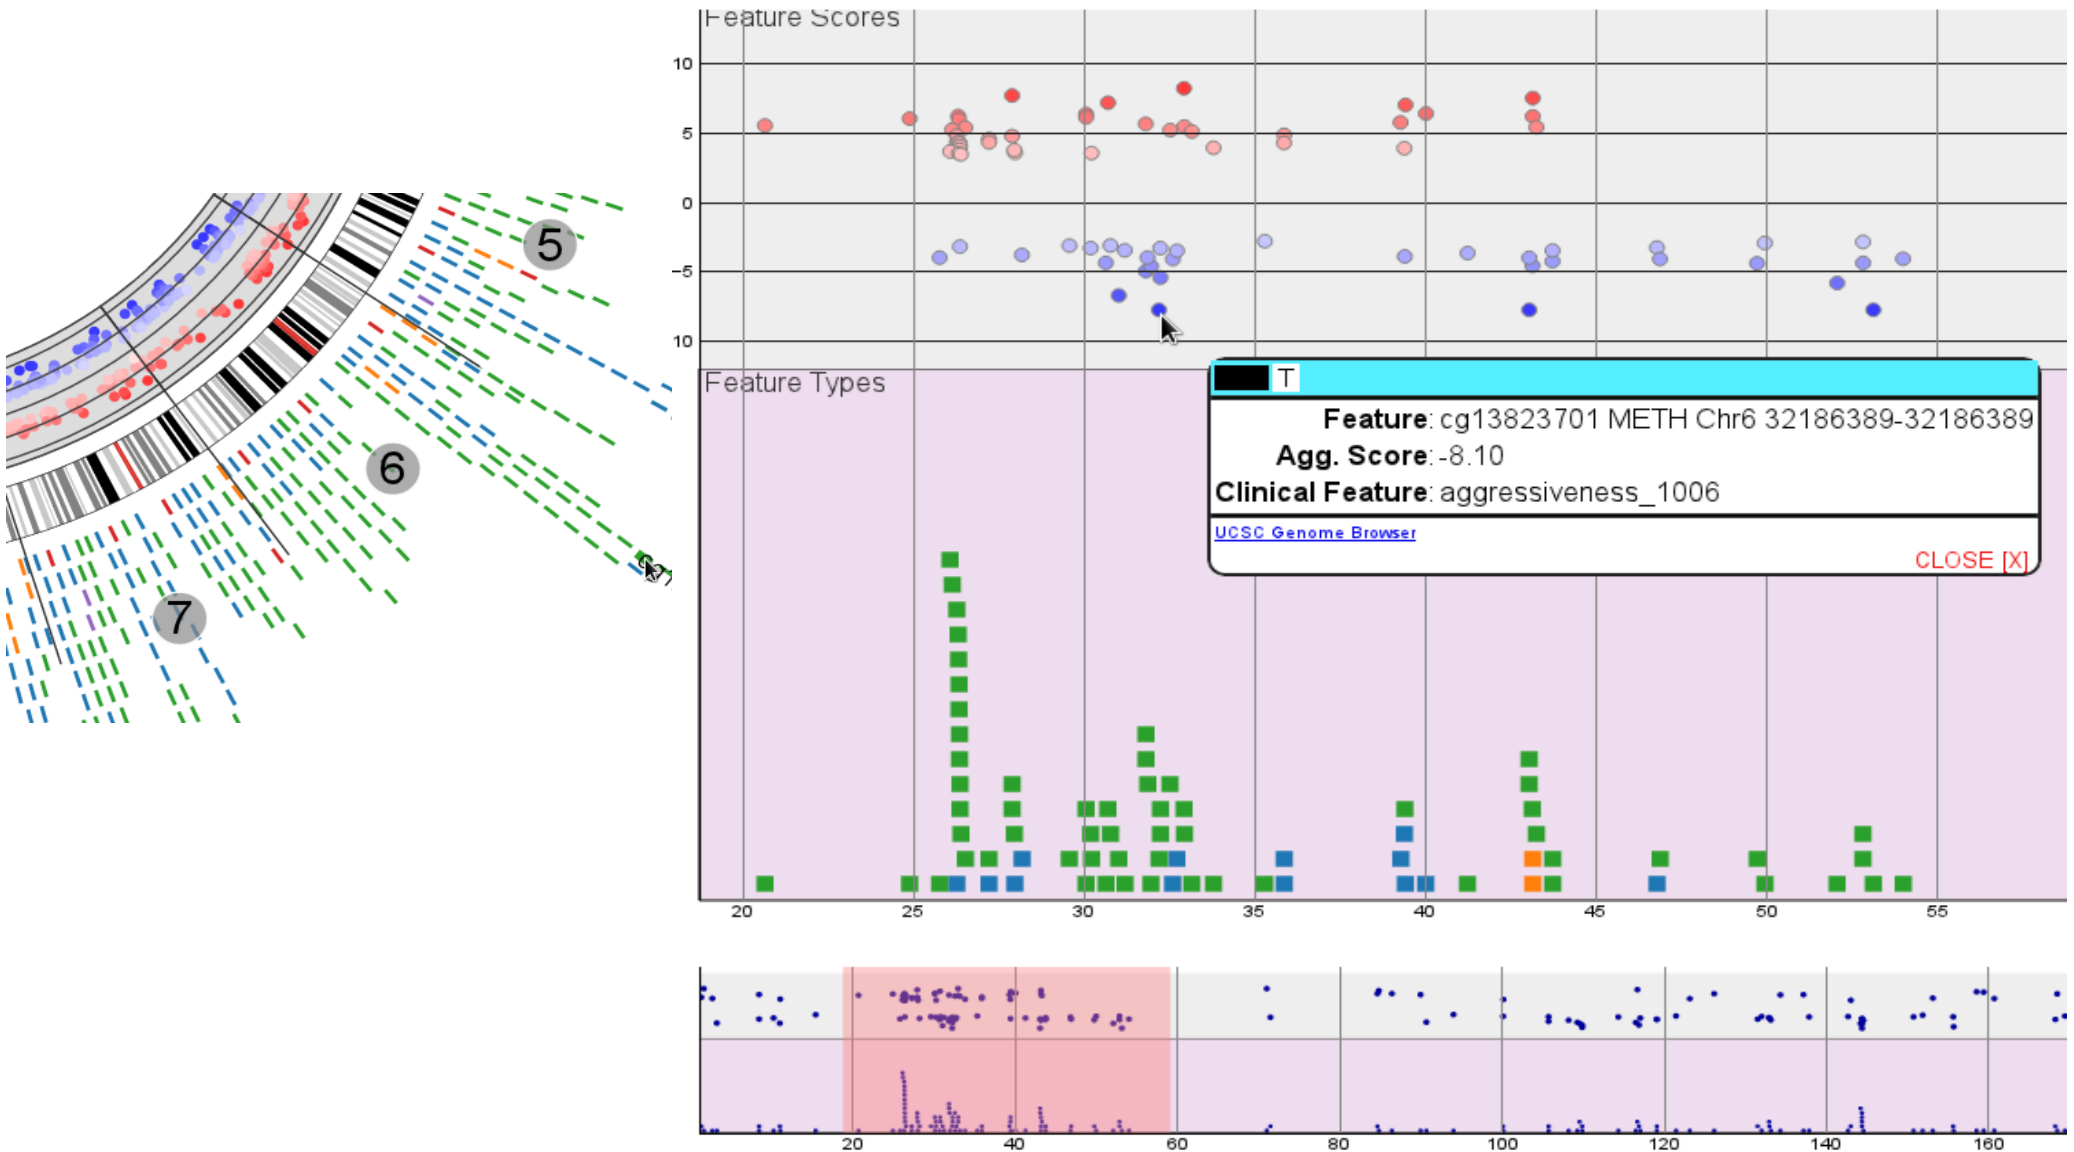 Feature Scores
10
5
0
−5
10
5
6
7
Feature Types
T
Feature: cg13823701 METH Chr6 32186389-32186389
Agg. Score: -8.10
Clinical Feature: aggressiveness_1006
UCSC Genome Browser
CLOSE [X]
20 25 30 35 40 45 50 55
20 40 60 80 100 120 140 160